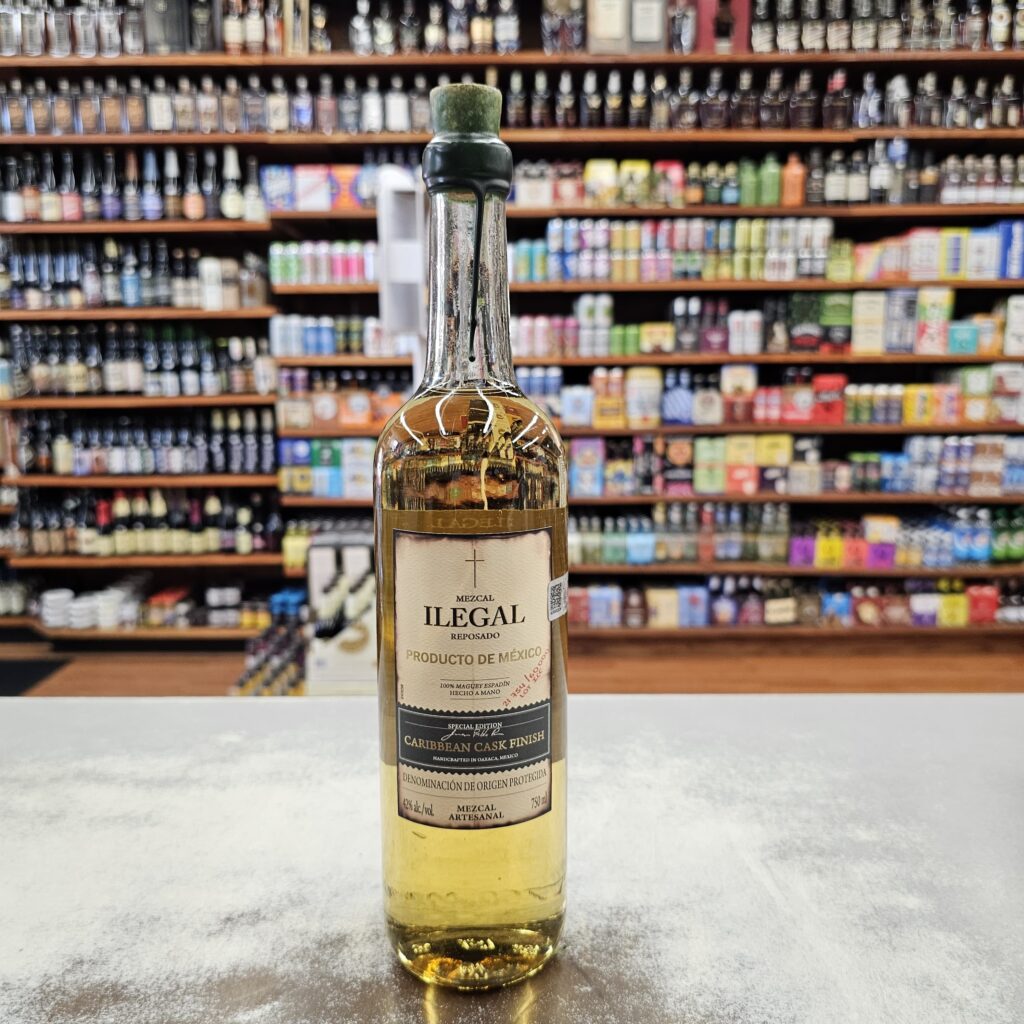 MEZCAL
ILEGAL
REPOSADO
PRODUCTO DE MÉXICO
100% MAGUEY ESPADÍN
HECHO A MANO
LOT
SPECIAL EDITION
CARIBBEAN CASK FINISH
HANDCRAFTED IN OAXACA, MEXICO
DENOMINACIÓN DE ORIGEN PROTEGIDA
42% alc./vol.
750 ml
MEZCAL
ARTESANAL